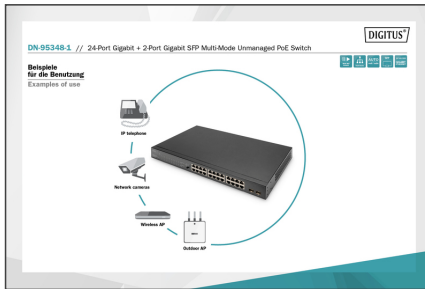 DIGITUS®
DN-95348-1 // 24-Port Gigabit + 2-Port Gigabit SFP Multi-Mode Unmanaged PoE Switch
Beispiele
für die Benutzung
Examples of use
AUTO
IP telephone
Network cameras
Wireless AP
Outdoor AP